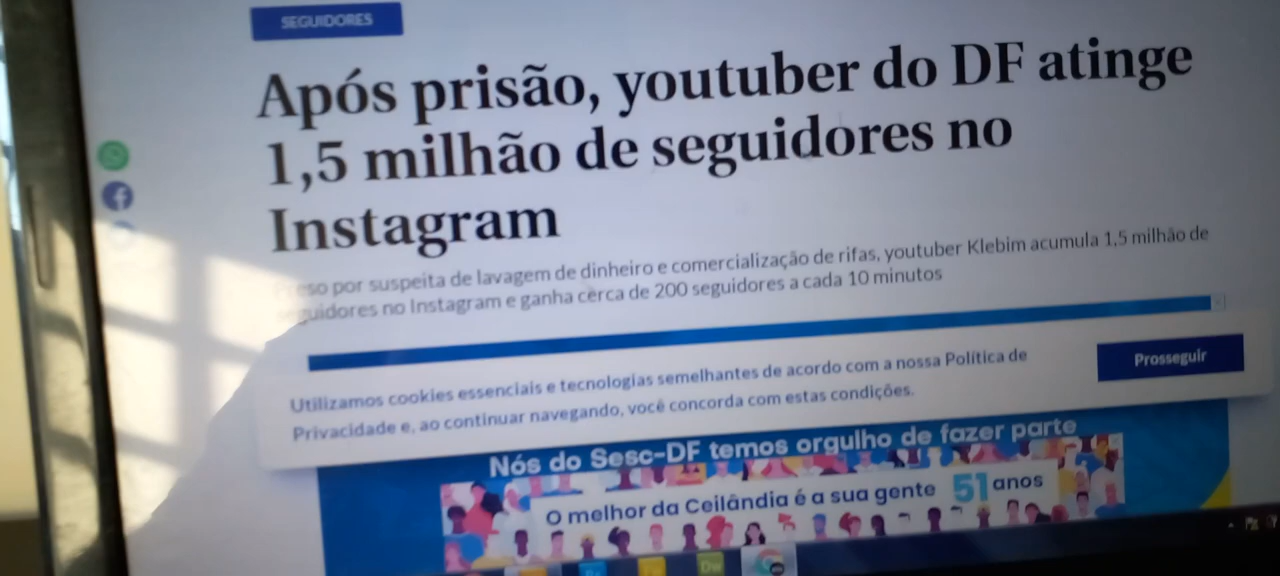 SEGUIDORES
Após prisão, youtuber do DF atinge
1,5 milhão de seguidores no
Instagram
eso por suspeita de lavagem de dinheiro e comercialização de rifas, youtuber Klebim acumula 1,5 milhão de
guidores no Instagram e ganha cerca de 200 seguidores a cada 10 minutos
Utilizamos cookies essenciais e tecnologias semelhantes de acordo com a nossa Política de
Privacidade e, ao continuar navegando, você concorda com estas condições.
Prosseguir
Nós do Sesc-DF temos orgulho de fazer parte
O melhor da Ceilândia é a sua gente 51 anos
Dw